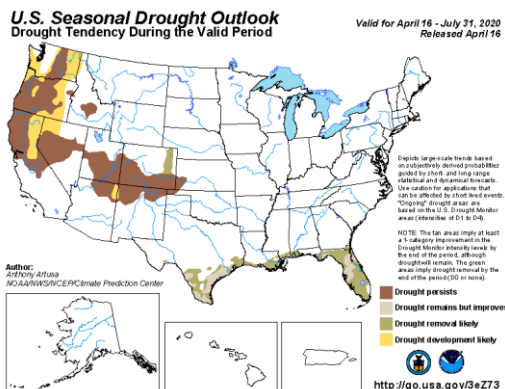 U.S. Seasonal Drought Outlook
Drought Tendency During the Valid Period
Valid for April 16 - July 31, 2020
Released April 16
Depicts large-scale trends based
on subjectively derived probabilities
guided by short- and long-range
statistical and dynamical forecasts.
Use caution for applications that
can be affected by short lived events.
"Ongoing" drought areas are
based on the U.S. Drought Monitor
areas (intensities of D1 to D4).
NOTE: The tan areas imply at least
a 1-category improvement in the
Drought Monitor intensity levels by
the end of the period, although
drought will remain. The green
areas imply drought removal by the
end of the period (D0 or none).
Author:
Anthony Artusa
NOAA/NWS/NCEP/Climate Prediction Center
Drought persists
Drought remains but improves
Drought removal likely
Drought development likely
http://go.usa.gov/3eZ73